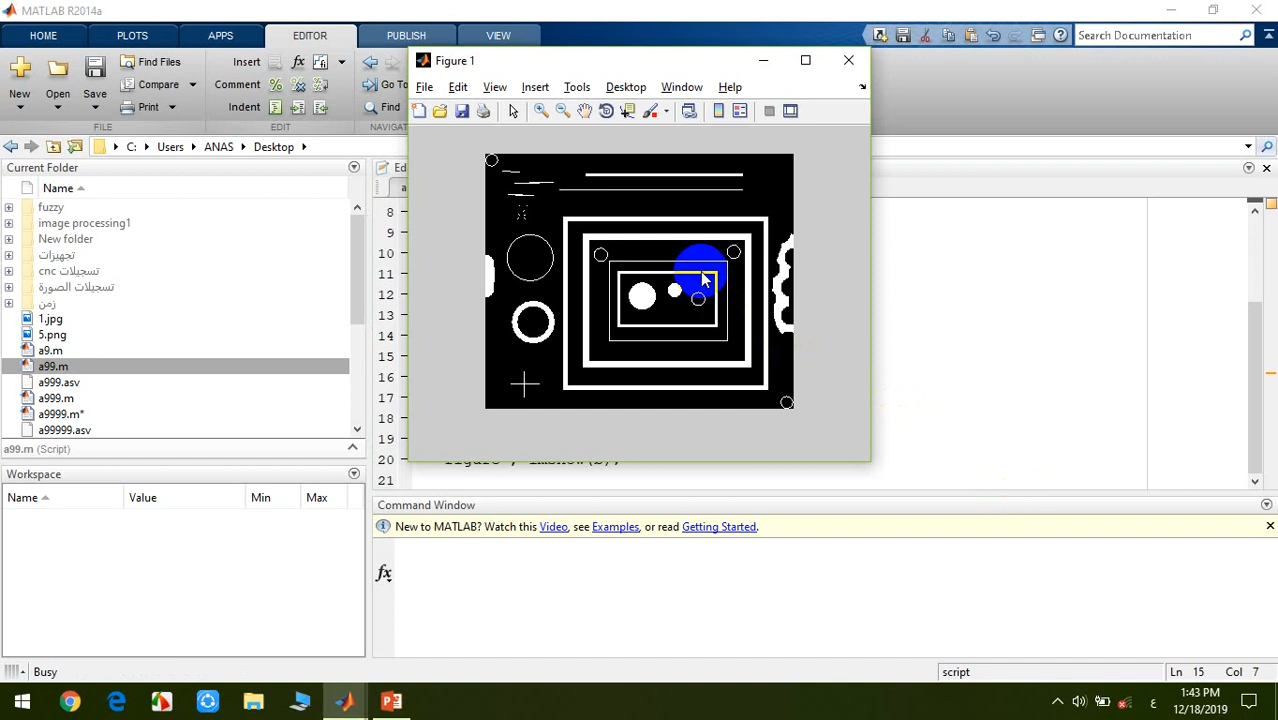 MATLAB R2014a
HOME
PLOTS
APPS
EDITOR
PUBLISH
VIEW
Search Documentation
New
Open
Save
Find Files
Compare
Print
Insert
Comment
Indent
Go To
Find
FILE
EDIT
NAVIGAT
C:
Users
ANAS
Desktop
Current Folder
Name
fuzzy
image processing1
New folder
تجهيزات
تسجيلات cnc
تسجيلات الصورة
زمن
1.jpg
5.png
a9.m
a99.m
a999.asv
a999.m
a9999.m*
a99999.asv
a99.m (Script)
Workspace
Name
Value
Min
Max
Figure 1
File
Edit
View
Insert
Tools
Desktop
Window
Help
Ed
a
8
9
10
11
12
13
14
15
16
17
18
19
20
21
Command Window
New to MATLAB? Watch this Video, see Examples, or read Getting Started.
fx
Busy
script
Ln 15
Col 7
ع
1:43 PM
12/18/2019